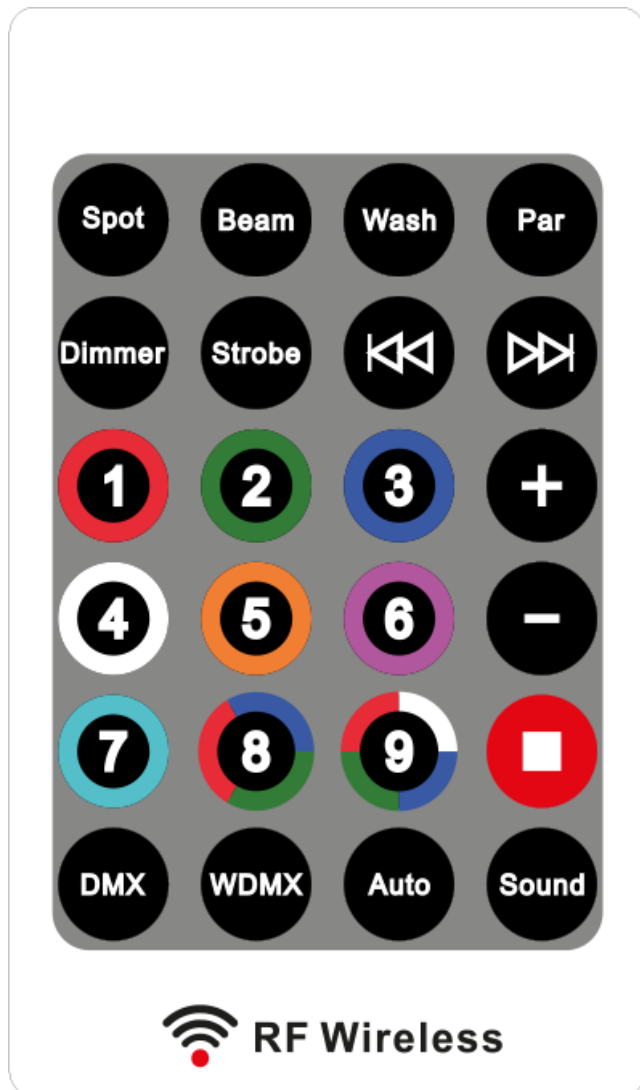 Spot Beam Wash Par
Dimmer Strobe
1 2 3 +
4 5 6 −
7 8 9
DMX WDMX Auto Sound
RF Wireless